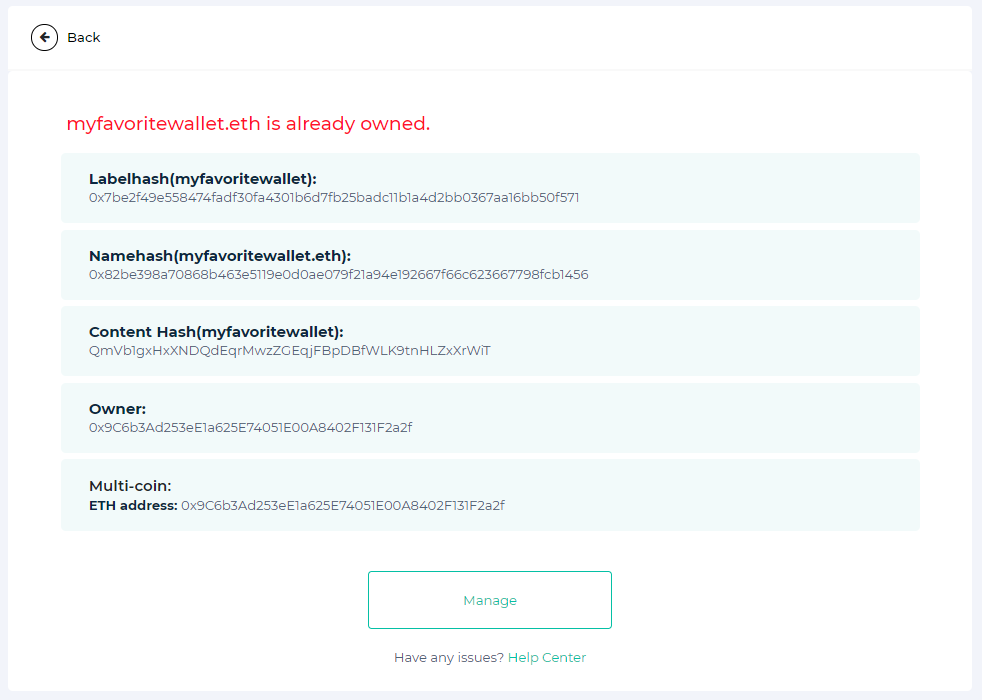 Back
myfavoritewallet.eth is already owned.
Labelhash(myfavoritewallet):
0x7be2f49e558474fadf30fa4301b6d7fb25badc11b1a4d2bb0367aa16bb50f571
Namehash(myfavoritewallet.eth):
0x82be398a70868b463e5119e0d0ae079f21a94e192667f66c623667798fcb1456
Content Hash(myfavoritewallet):
QmVb1gxHxXNDQdEqrMwzZGEqjFBpDBfWLK9tnHLZxXrWiT
Owner:
0x9C6b3Ad253eE1a625E74051E00A8402F131F2a2f
Multi-coin:
ETH address: 0x9C6b3Ad253eE1a625E74051E00A8402F131F2a2f
Manage
Have any issues? Help Center